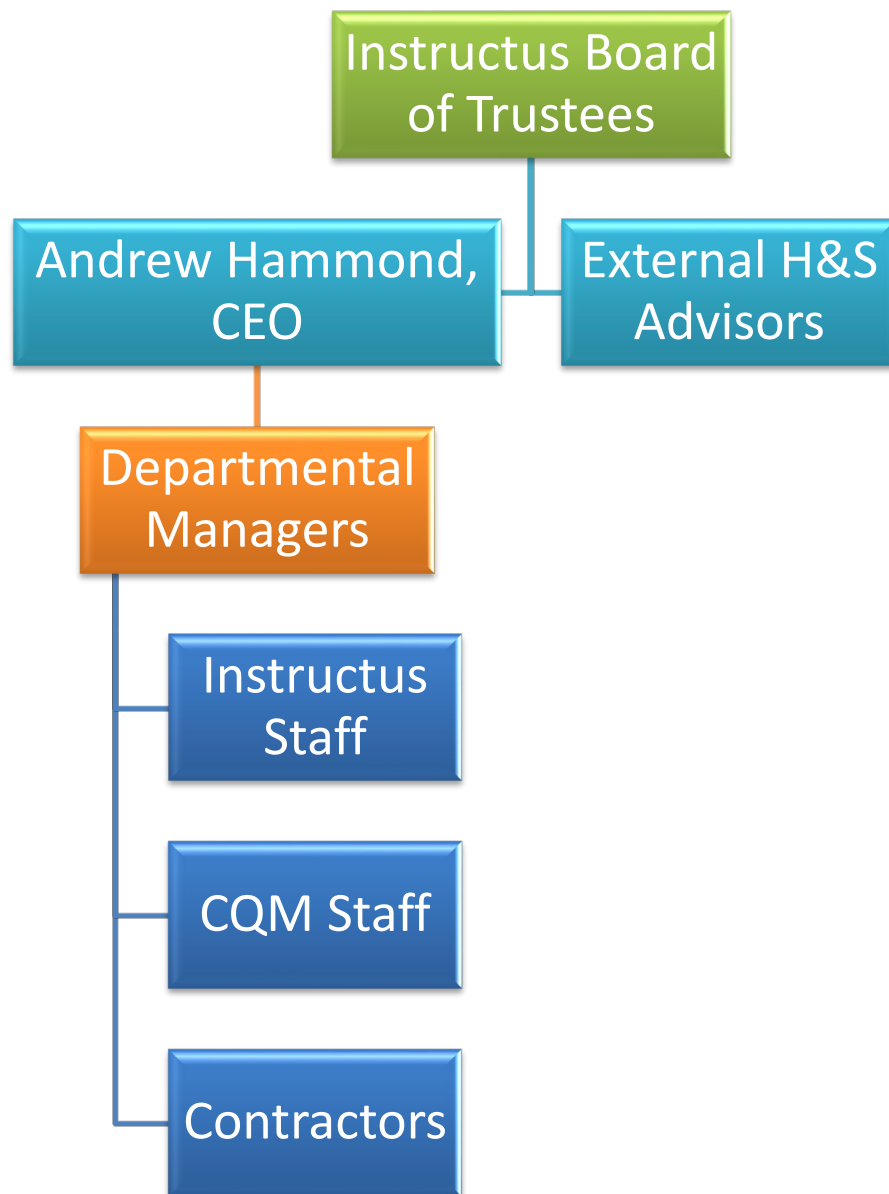 Instructus Board
of Trustees
Andrew Hammond,
CEO
External H&S
Advisors
Departmental
Managers
Instructus
Staff
CQM Staff
Contractors